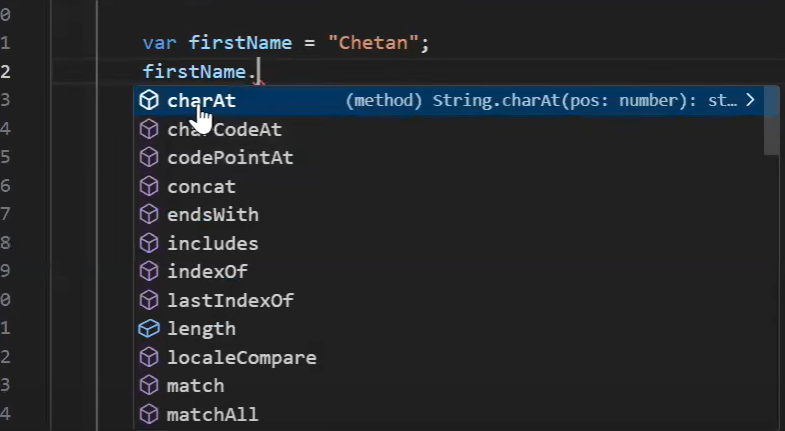 0
1 var firstName = "Chetan";
2 firstName.
3 charAt (method) String.charAt(pos: number): st…
4 charCodeAt
5 codePointAt
6 concat
7 endsWith
8 includes
9 indexOf
0 lastIndexOf
1 length
2 localeCompare
3 match
4 matchAll